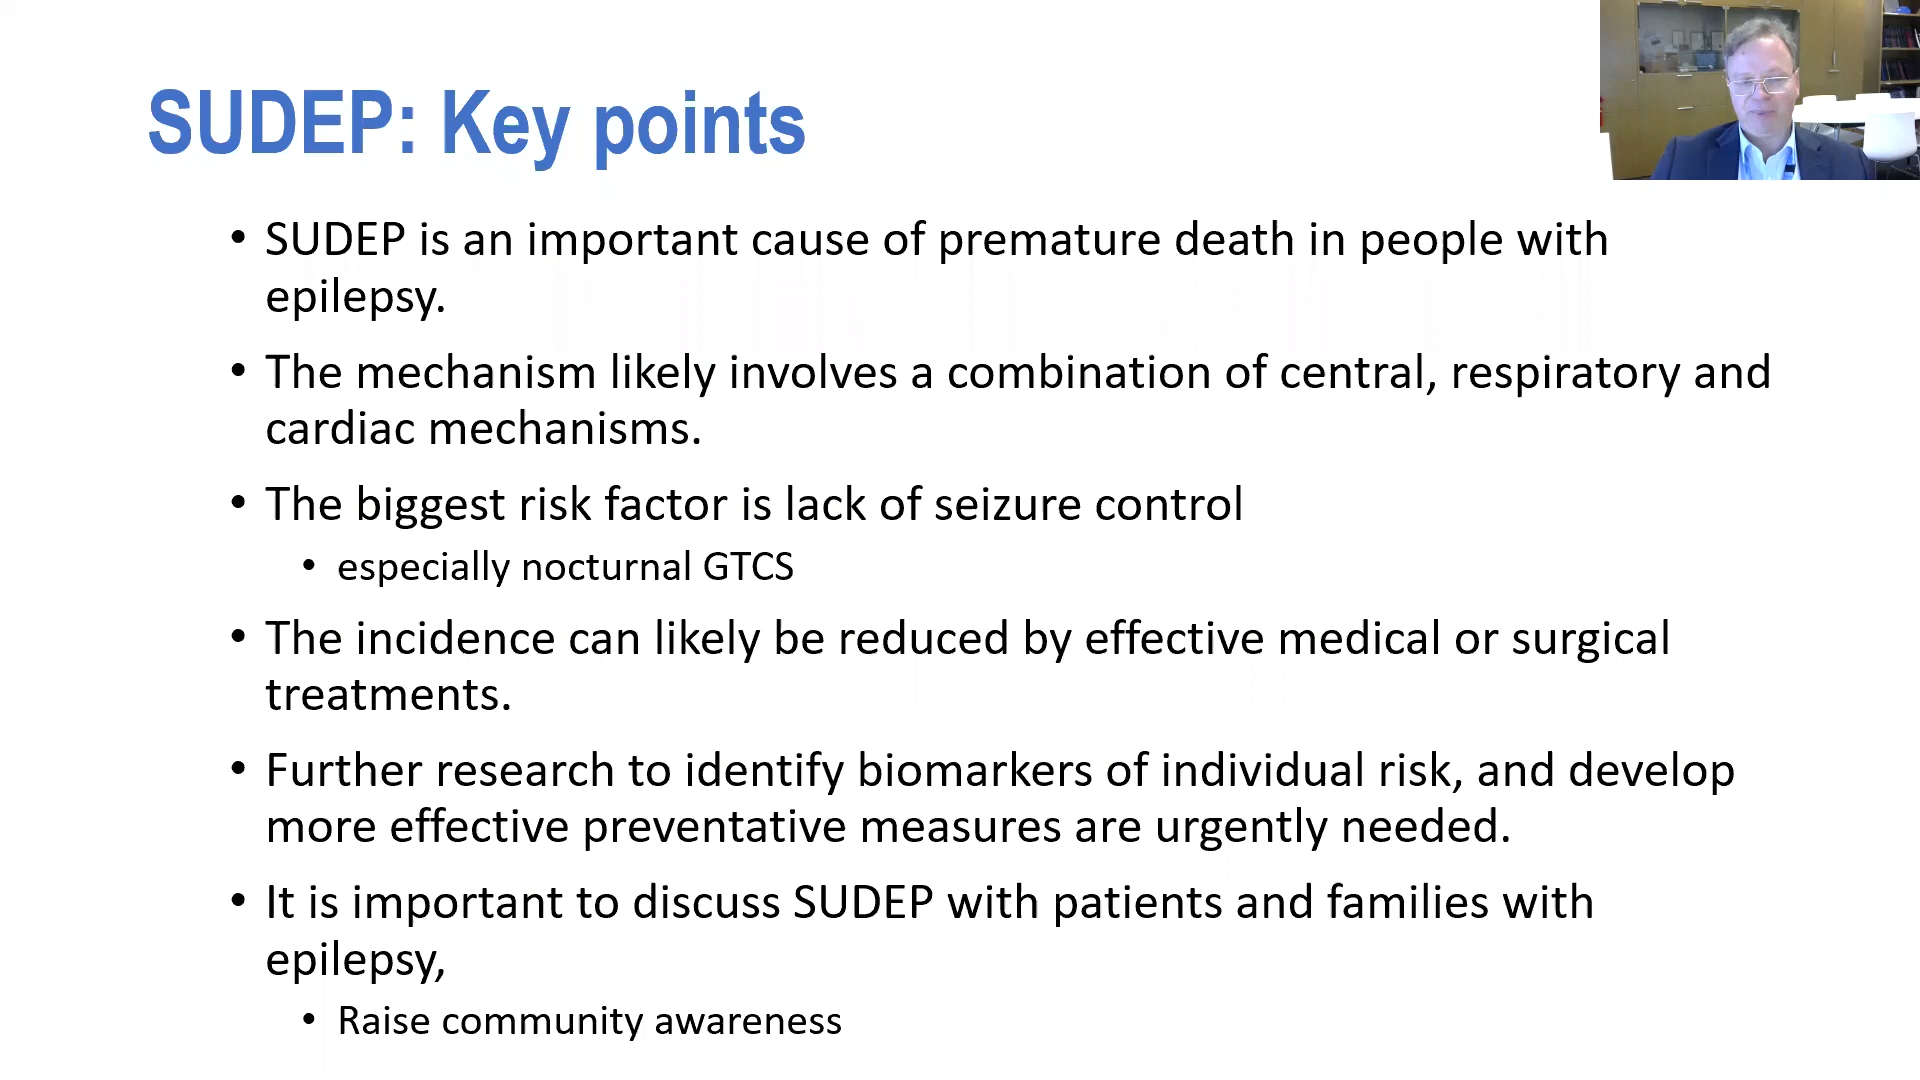 SUDEP: Key points
• SUDEP is an important cause of premature death in people with
epilepsy.
• The mechanism likely involves a combination of central, respiratory and
cardiac mechanisms.
• The biggest risk factor is lack of seizure control
• especially nocturnal GTCS
• The incidence can likely be reduced by effective medical or surgical
treatments.
• Further research to identify biomarkers of individual risk, and develop
more effective preventative measures are urgently needed.
• It is important to discuss SUDEP with patients and families with
epilepsy,
• Raise community awareness